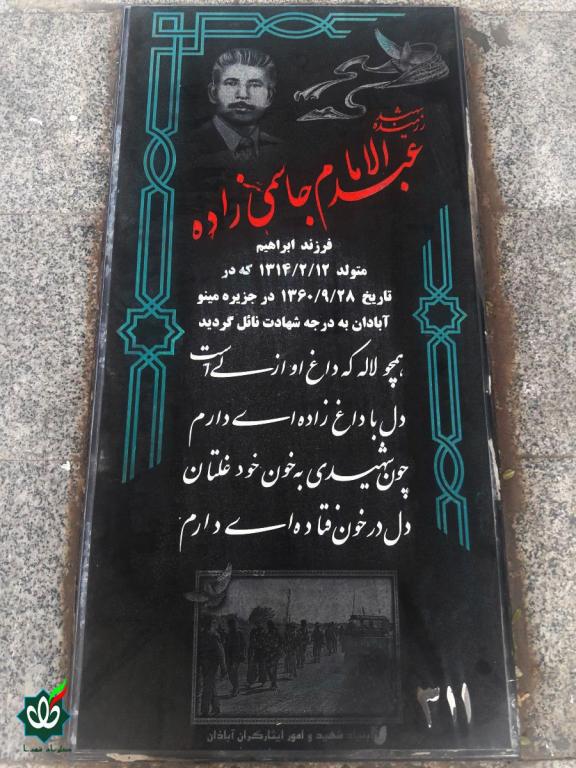 شهید
رزمنده
عبدالامام جاسمی زاده
فرزند ابراهیم
متولد ۱۳۱۴/۲/۱۲ که در
تاریخ ۱۳۶۰/۹/۲۸ در جزیره مینو
آبادان به درجه شهادت نائل گردید
همچو لاله که داغ او ازلی است
دل با داغ زاده ای دارم
چون شهیدی به خون خود غلتان
دل در خون فتاده ای دارم
۳۱۱
بنیاد شهید و امور ایثارگران آبادان